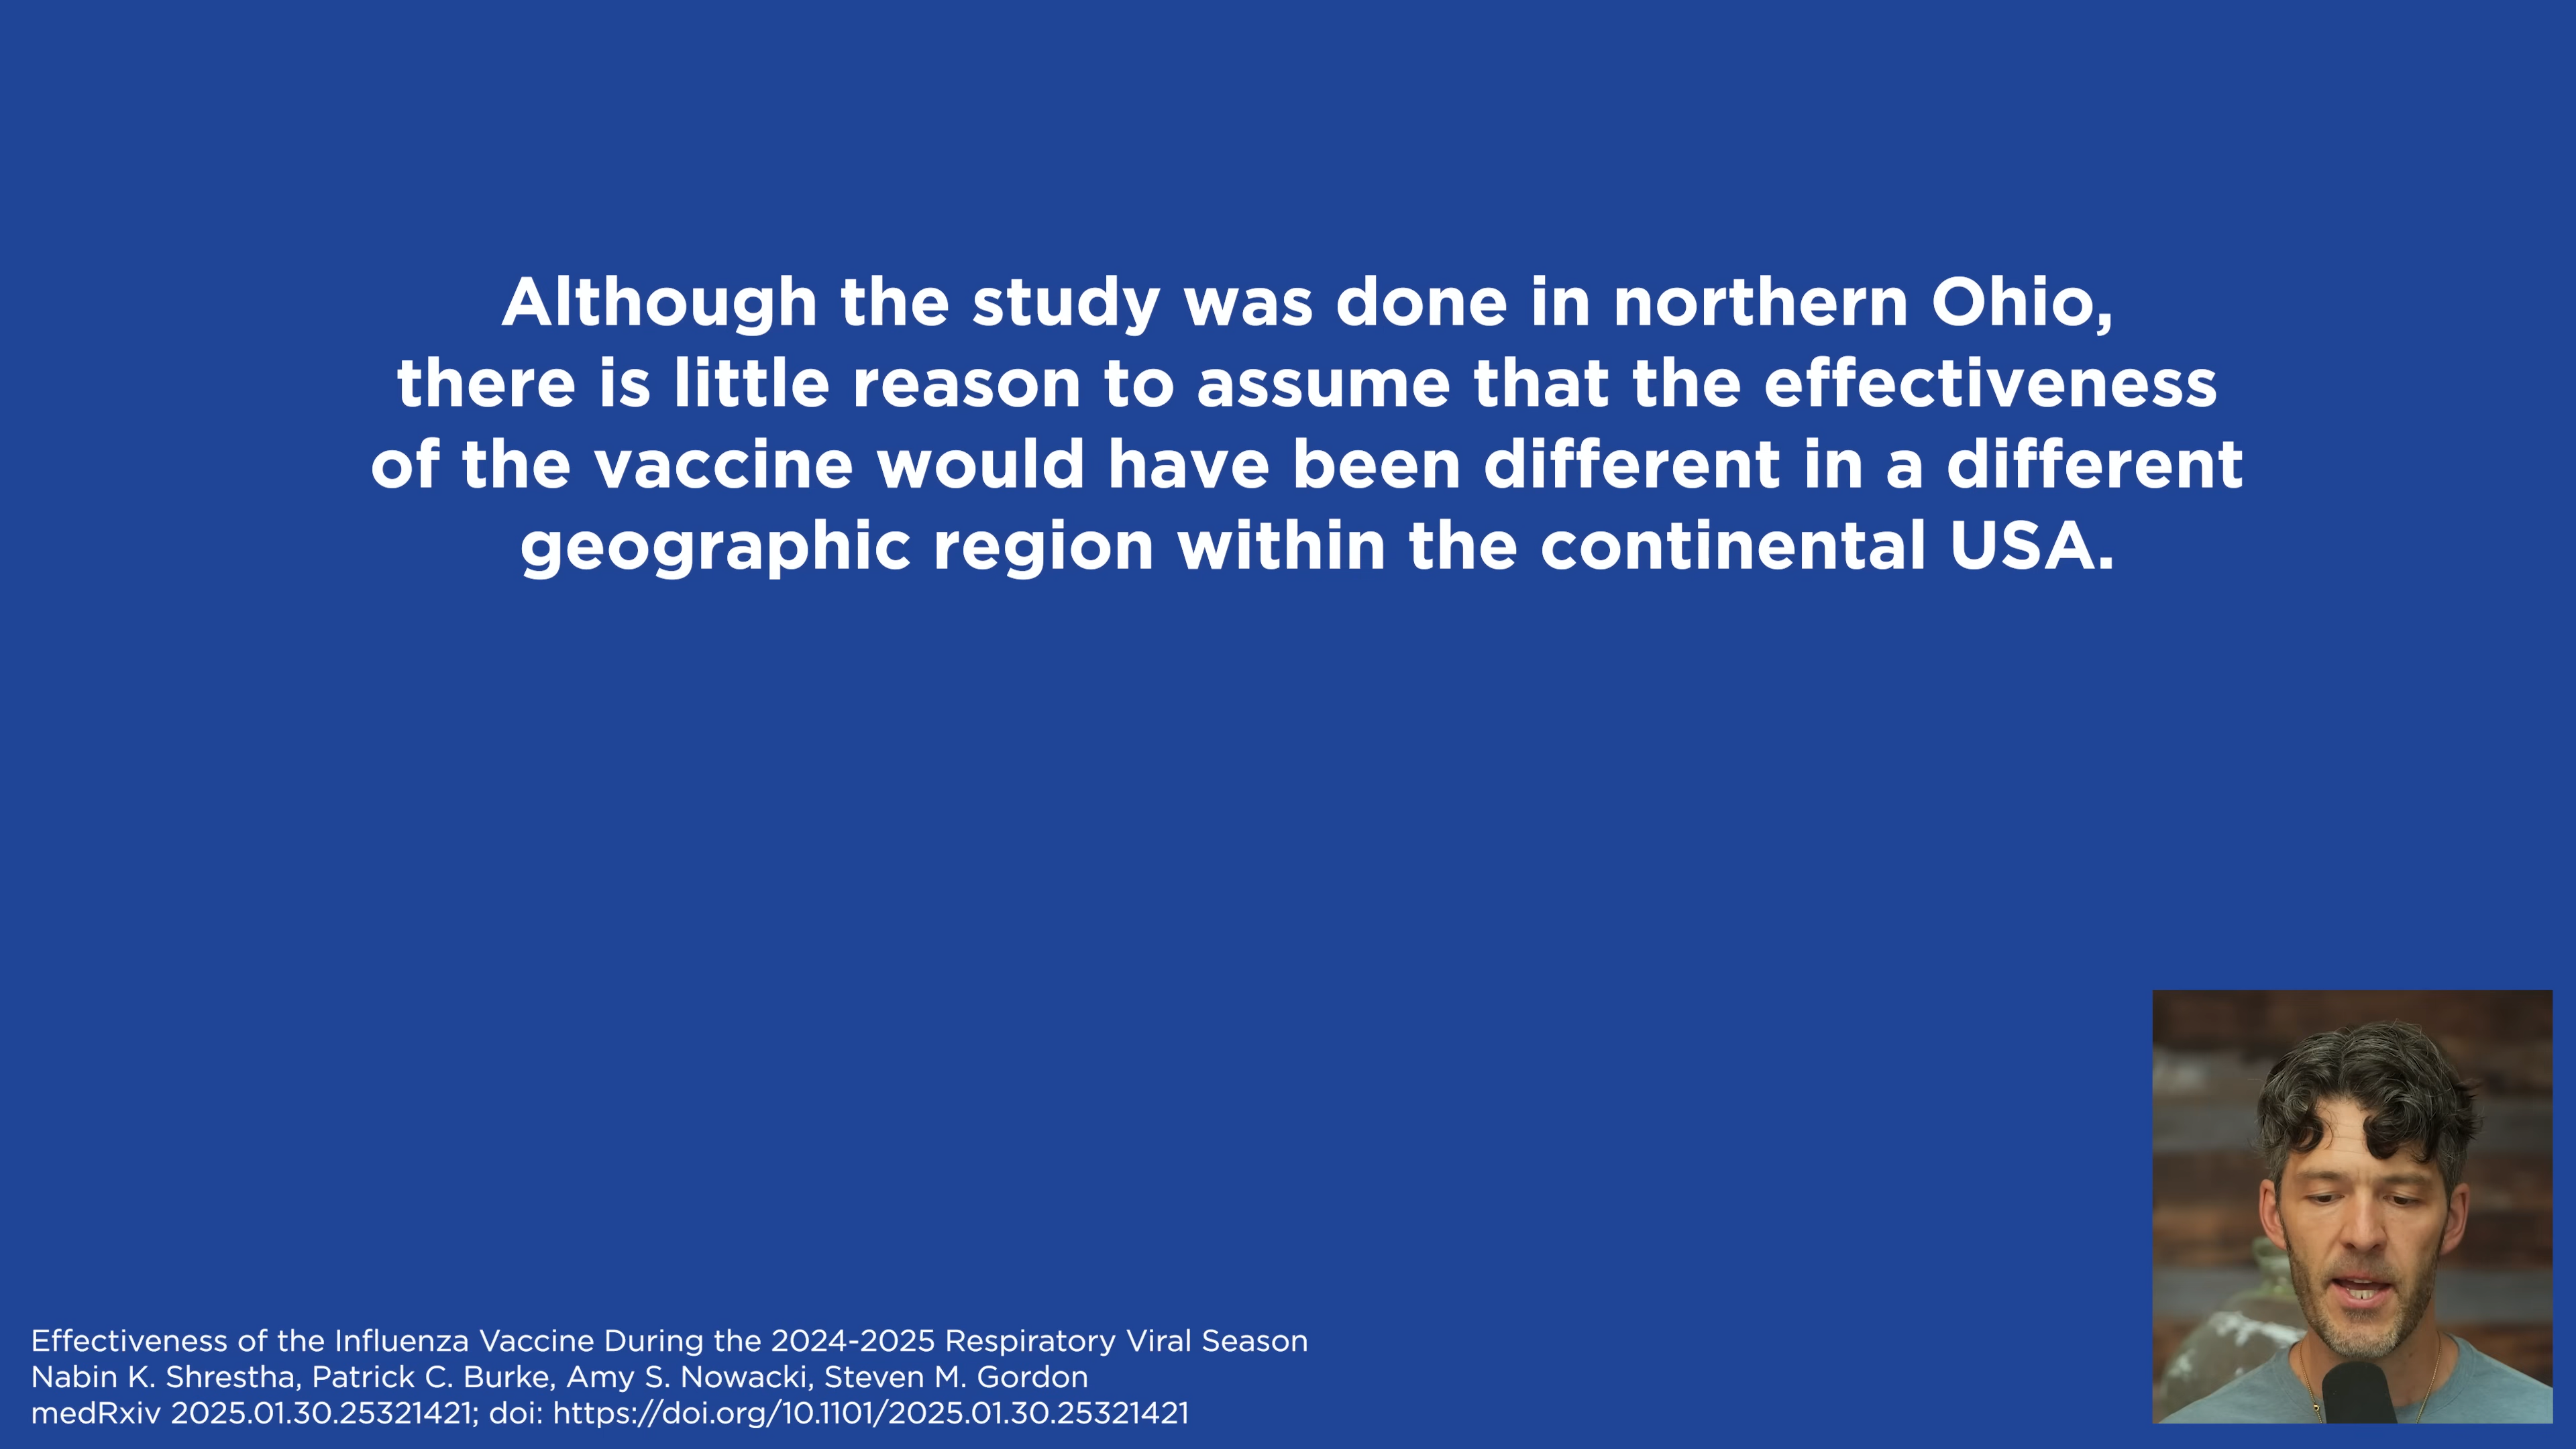 Although the study was done in northern Ohio,
there is little reason to assume that the effectiveness
of the vaccine would have been different in a different
geographic region within the continental USA.
Effectiveness of the Influenza Vaccine During the 2024-2025 Respiratory Viral Season
Nabin K. Shrestha, Patrick C. Burke, Amy S. Nowacki, Steven M. Gordon
medRxiv 2025.01.30.25321421; doi: https://doi.org/10.1101/2025.01.30.25321421